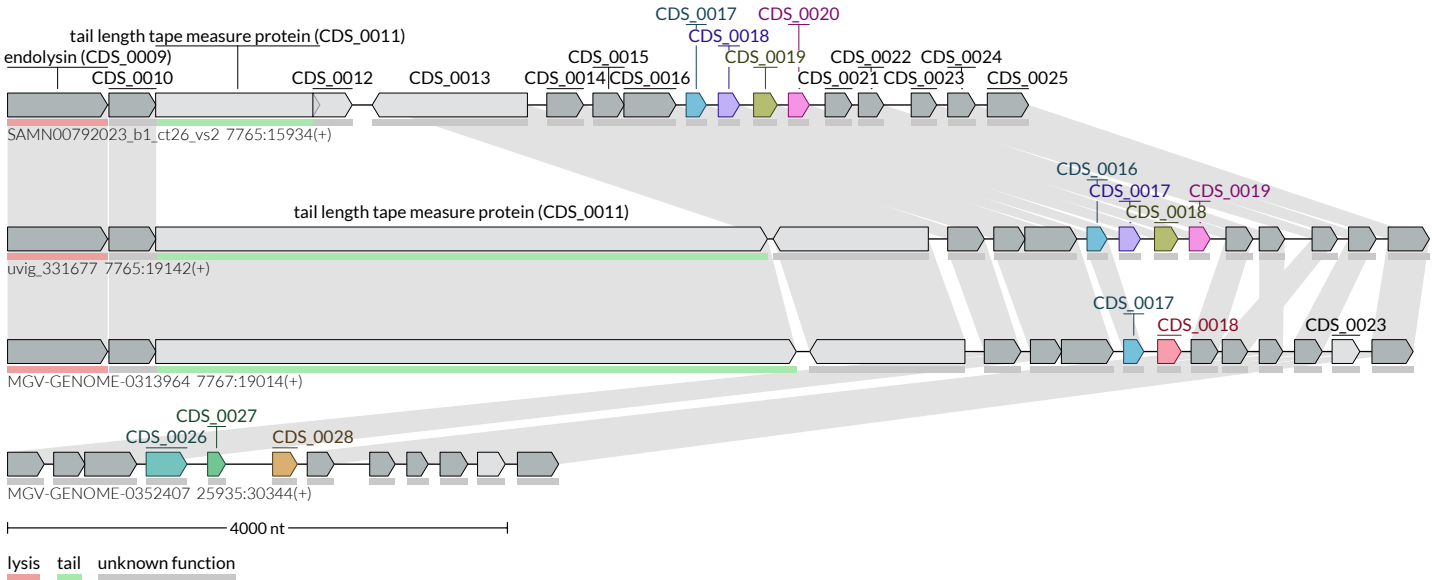 CDS_0017 CDS_0020
tail length tape measure protein (CDS_0011) CDS_0018
endolysin (CDS_0009) CDS_0015 CDS_0019 CDS_0022 CDS_0024
CDS_0010 CDS_0012 CDS_0013 CDS_0014 CDS_0016 CDS_0021 CDS_0023 CDS_0025
SAMN00792023_b1_ct26_vs2 7765:15934(+)
CDS_0016
CDS_0017 CDS_0019
tail length tape measure protein (CDS_0011) CDS_0018
uvig_331677 7765:19142(+)
CDS_0017
CDS_0018 CDS_0023
MGV-GENOME-0313964 7767:19014(+)
CDS_0027
CDS_0026 CDS_0028
MGV-GENOME-0352407 25935:30344(+)
4000 nt
lysis tail unknown function